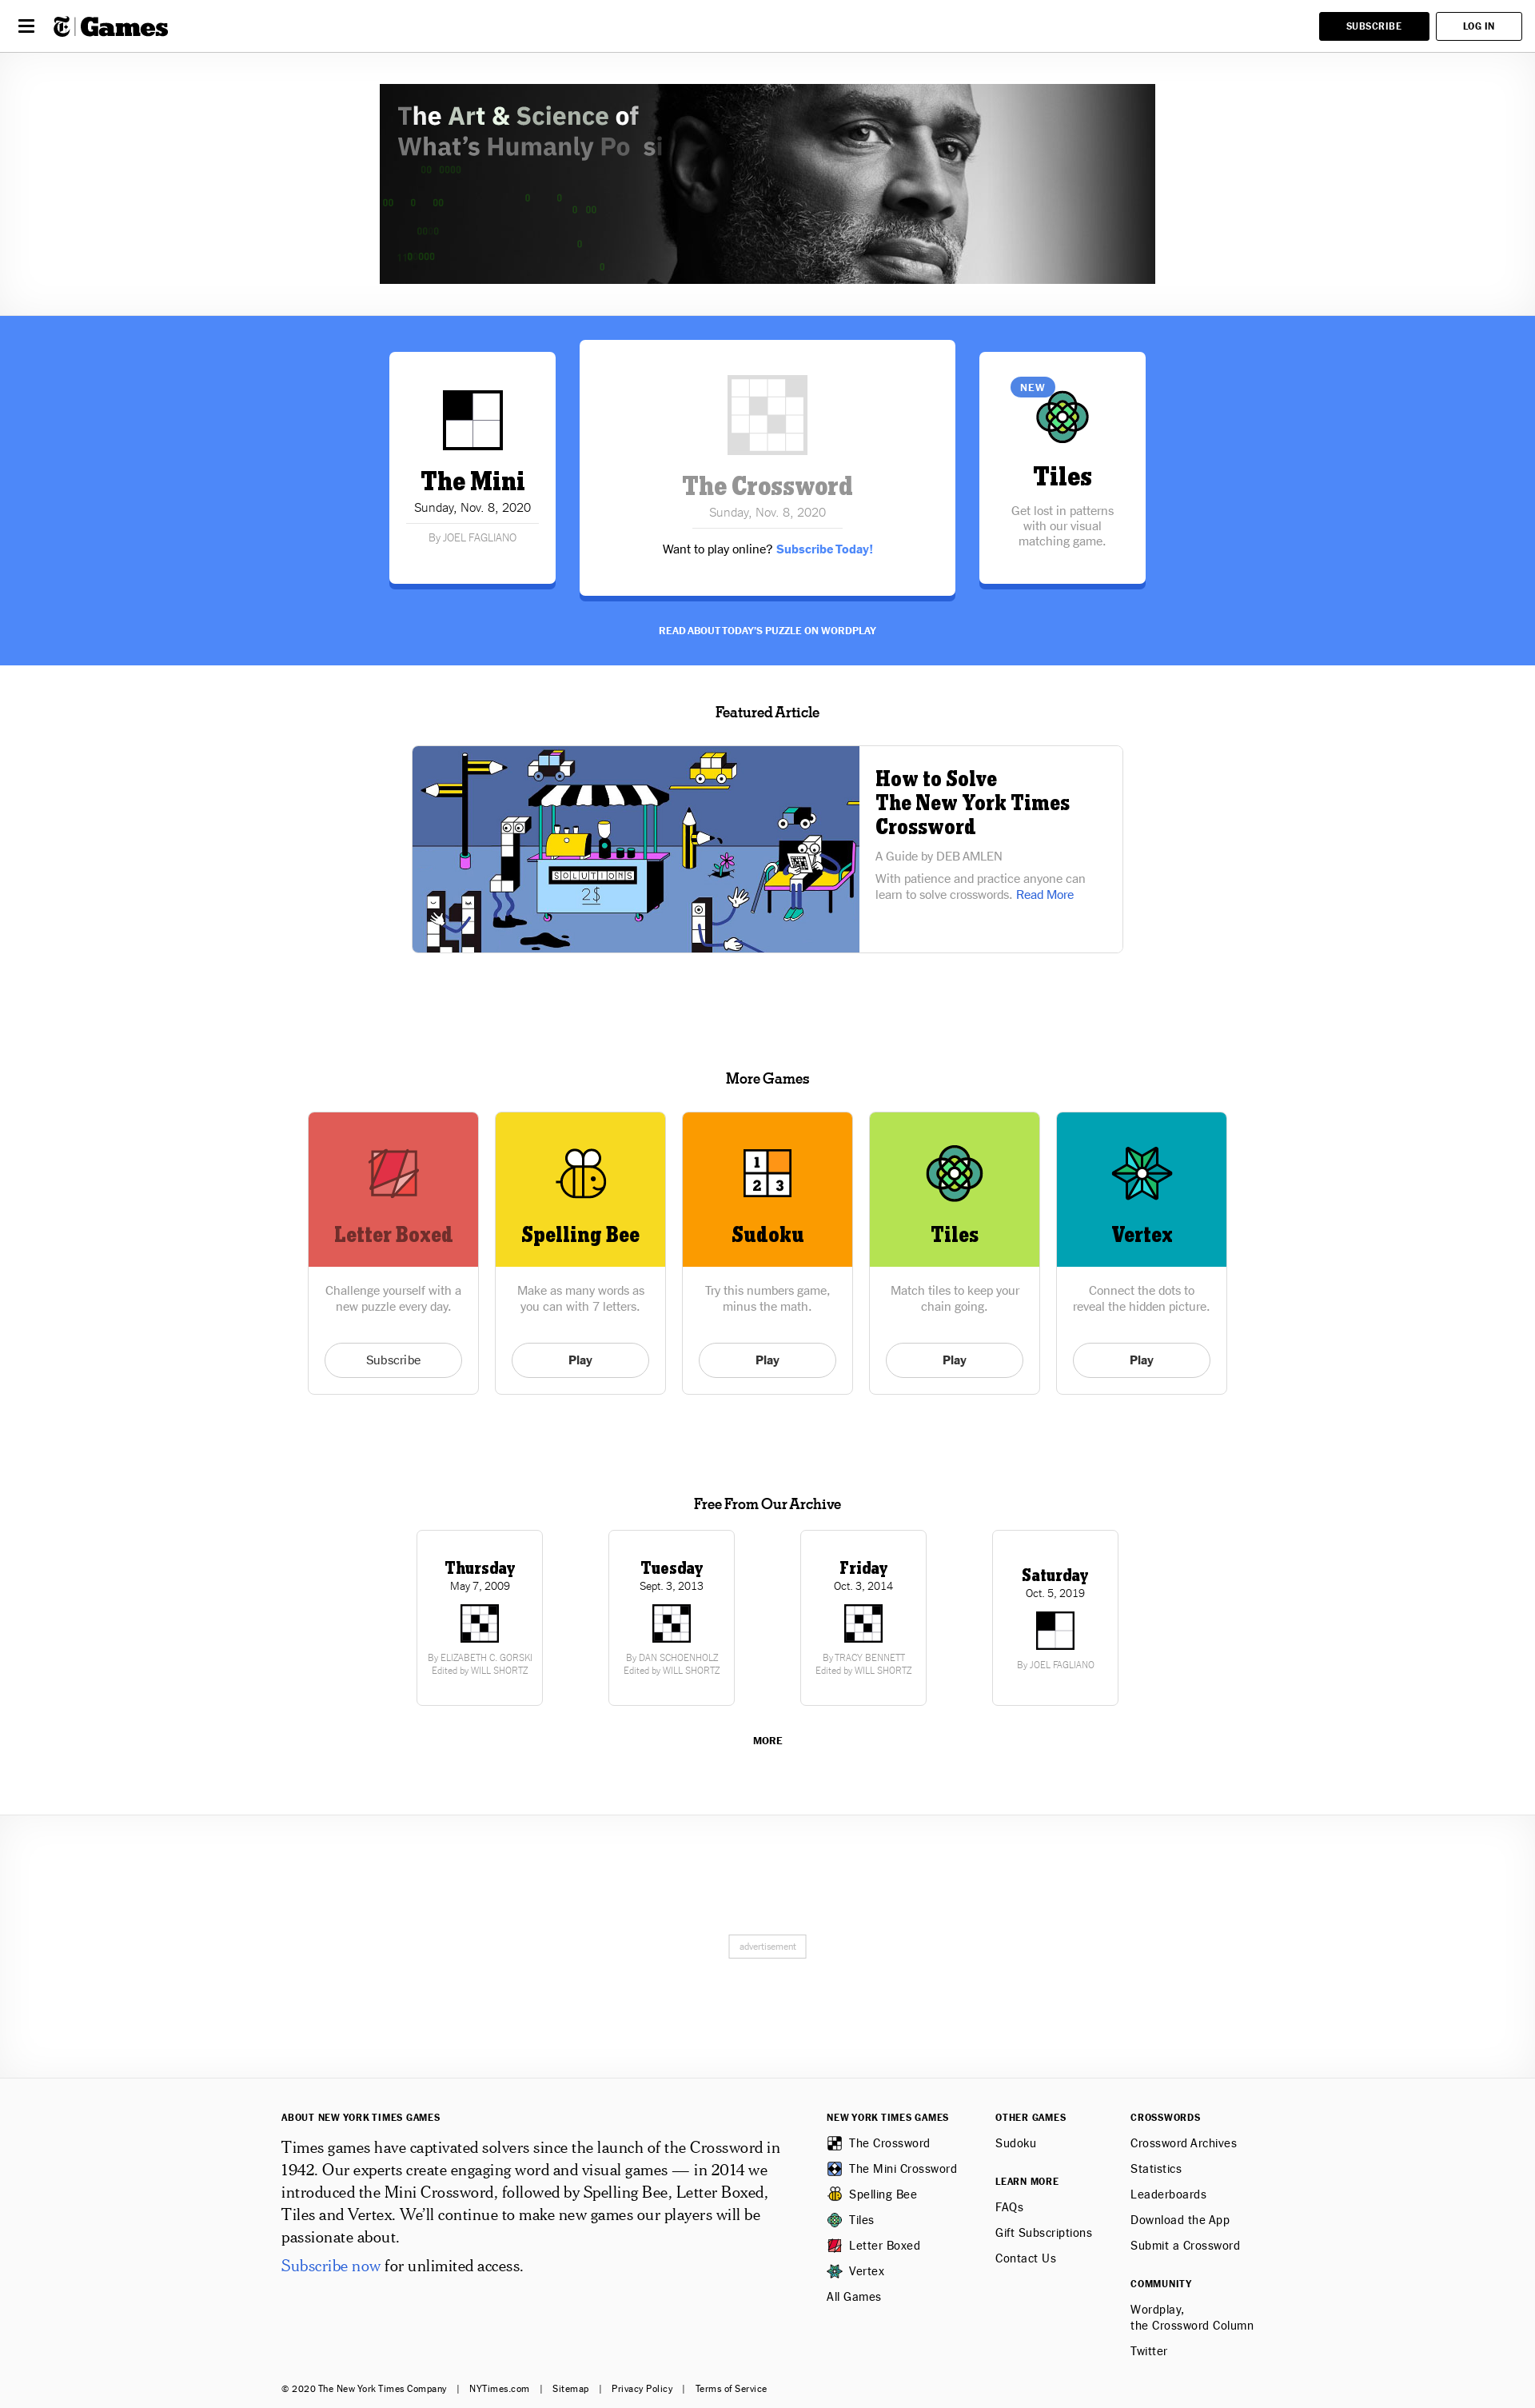 Games
SUBSCRIBE
LOG IN
The Art & Science of
What's Humanly Po si
The Mini
Sunday, Nov. 8, 2020
By JOEL FAGLIANO
The Crossword
Sunday, Nov. 8, 2020
Want to play online? Subscribe Today!
NEW
Tiles
Get lost in patterns
with our visual
matching game.
READ ABOUT TODAY'S PUZZLE ON WORDPLAY
Featured Article
SOLUTIONS
2$
How to Solve
The New York Times
Crossword
A Guide by DEB AMLEN
With patience and practice anyone can
learn to solve crosswords. Read More
More Games
Letter Boxed
Challenge yourself with a
new puzzle every day.
Subscribe
Spelling Bee
Make as many words as
you can with 7 letters.
Play
1
2 3
Sudoku
Try this numbers game,
minus the math.
Play
Tiles
Match tiles to keep your
chain going.
Play
Vertex
Connect the dots to
reveal the hidden picture.
Play
Free From Our Archive
Thursday
May 7, 2009
By ELIZABETH C. GORSKI
Edited by WILL SHORTZ
Tuesday
Sept. 3, 2013
By DAN SCHOENHOLZ
Edited by WILL SHORTZ
Friday
Oct. 3, 2014
By TRACY BENNETT
Edited by WILL SHORTZ
Saturday
Oct. 5, 2019
By JOEL FAGLIANO
MORE
advertisement
ABOUT NEW YORK TIMES GAMES
Times games have captivated solvers since the launch of the Crossword in
1942. Our experts create engaging word and visual games — in 2014 we
introduced the Mini Crossword, followed by Spelling Bee, Letter Boxed,
Tiles and Vertex. We'll continue to make new games our players will be
passionate about.
Subscribe now for unlimited access.
NEW YORK TIMES GAMES
The Crossword
The Mini Crossword
Spelling Bee
Tiles
Letter Boxed
Vertex
All Games
OTHER GAMES
Sudoku
LEARN MORE
FAQs
Gift Subscriptions
Contact Us
CROSSWORDS
Crossword Archives
Statistics
Leaderboards
Download the App
Submit a Crossword
COMMUNITY
Wordplay,
the Crossword Column
Twitter
© 2020 The New York Times Company | NYTimes.com | Sitemap | Privacy Policy | Terms of Service